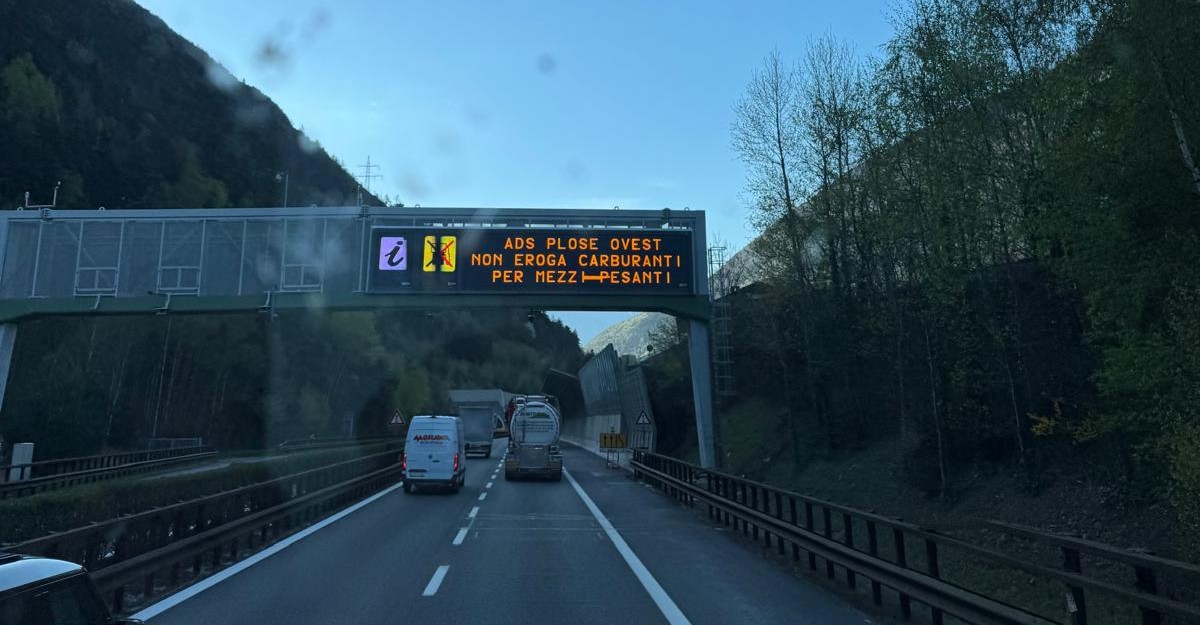 i
ADS PLOSE OVEST
NON EROGA CARBURANTI
PER MEZZI PESANTI